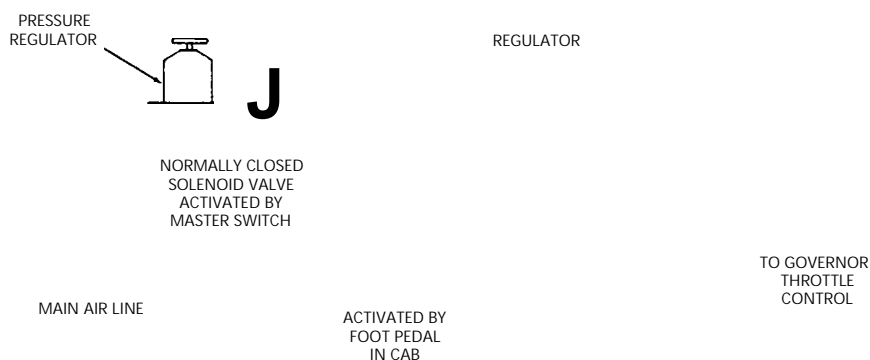 PRESSURE
REGULATOR
REGULATOR
J
NORMALLY CLOSED
SOLENOID VALVE
ACTIVATED BY
MASTER SWITCH
TO GOVERNOR
THROTTLE
CONTROL
MAIN AIR LINE
ACTIVATED BY
FOOT PEDAL
IN CAB